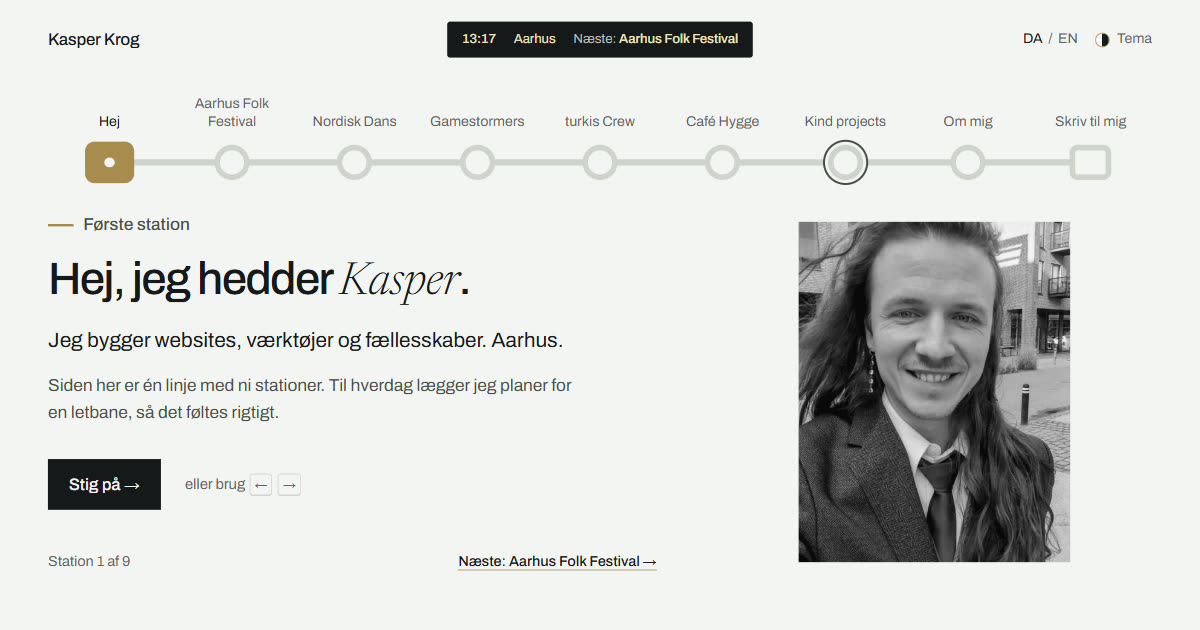 Kasper Krog
13:17 Aarhus Næste: Aarhus Folk Festival
DA / EN Tema
Hej
Aarhus Folk
Festival
Nordisk Dans
Gamestormers
turkis Crew
Café Hygge
Kind projects
Om mig
Skriv til mig
Første station
Hej, jeg hedder Kasper.
Jeg bygger websites, værktøjer og fællesskaber. Aarhus.
Siden her er én linje med ni stationer. Til hverdag lægger jeg planer for
en letbane, så det føltes rigtigt.
Stig på →
eller brug ← →
Station 1 af 9
Næste: Aarhus Folk Festival →